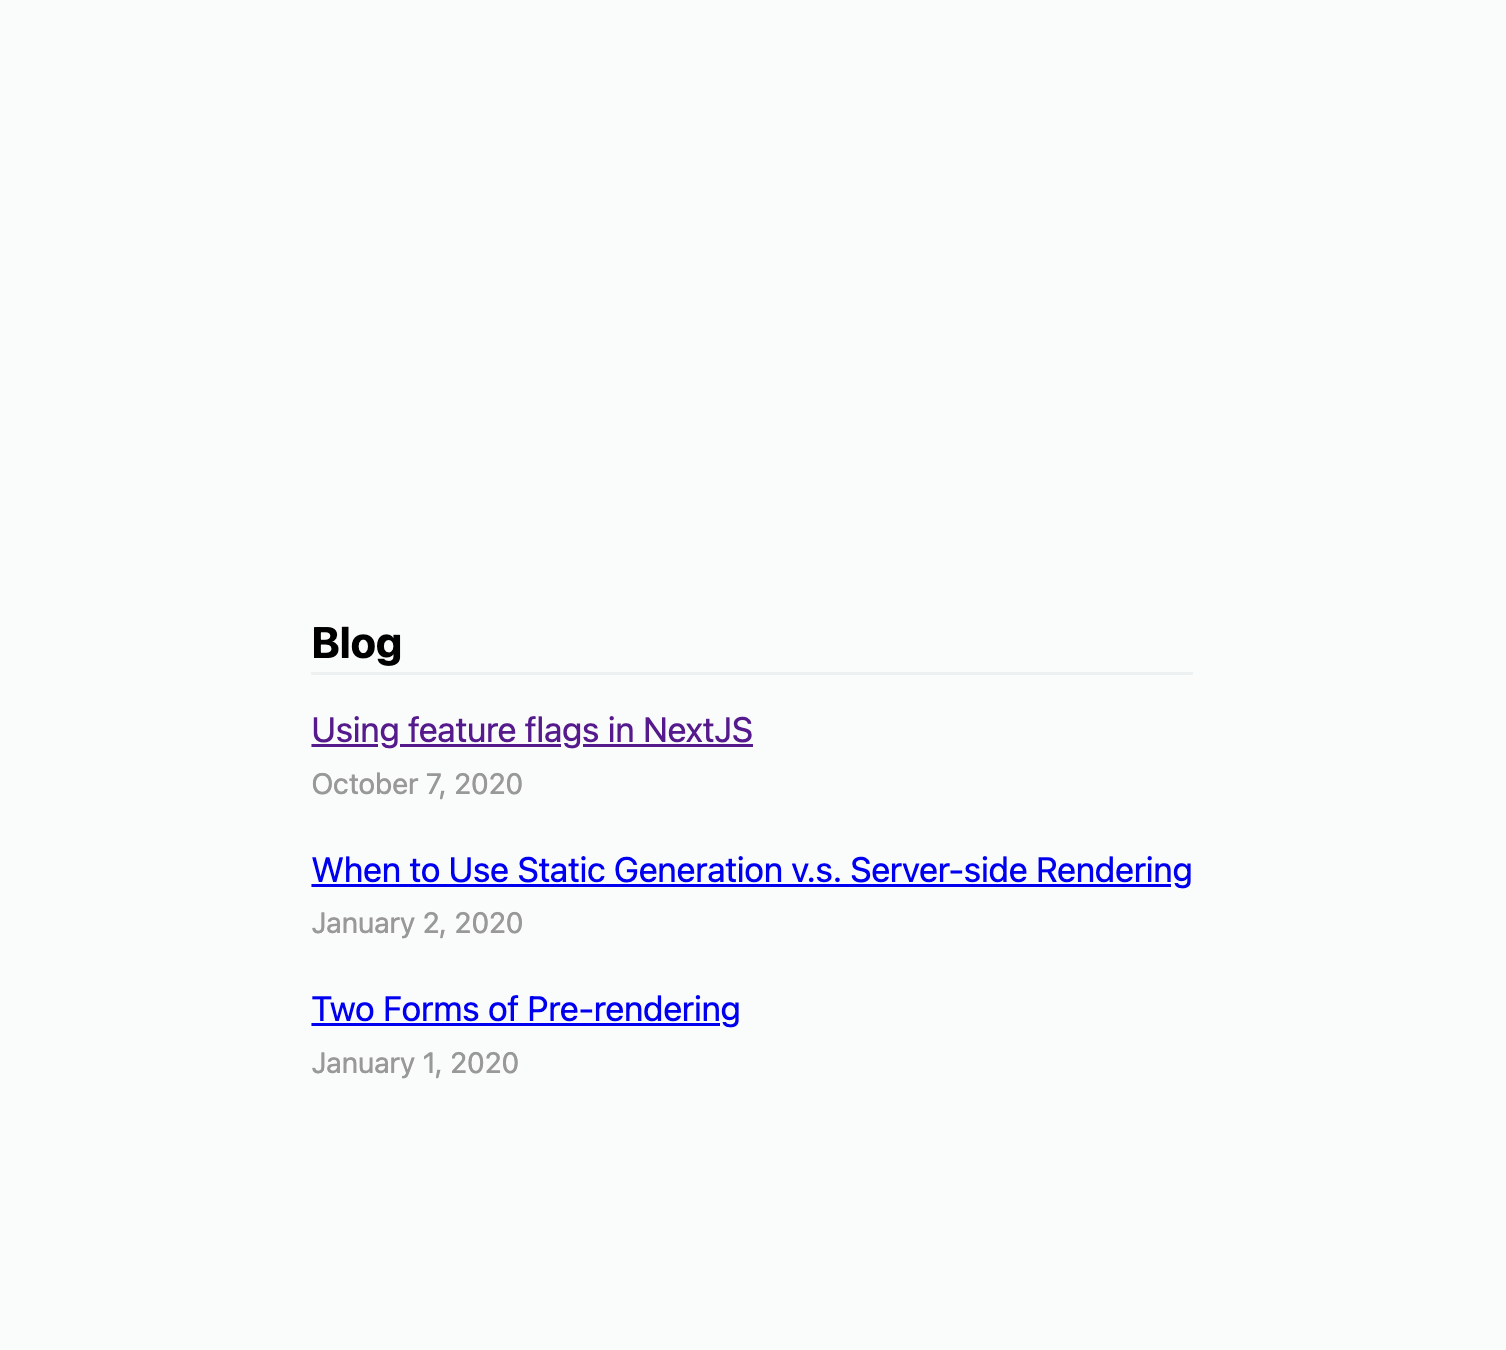 Blog
Using feature flags in NextJS
October 7, 2020
When to Use Static Generation v.s. Server-side Rendering
January 2, 2020
Two Forms of Pre-rendering
January 1, 2020